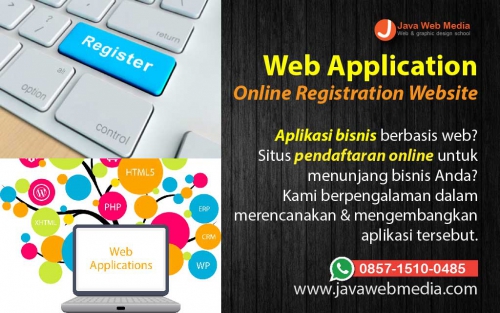 Java Web Media
Web & graphic design school
Web Application
Online Registration Website
Aplikasi bisnis berbasis web?
Situs pendaftaran online untuk
menunjang bisnis Anda?
Kami berpengalaman dalam
merencanakan & mengembangkan
aplikasi tersebut.
0857-1510-0485
www.javawebmedia.com
Register
return
alt
option
control
HTML5
PHP
XHTML
ERP
CRM
WP
Web
Applications